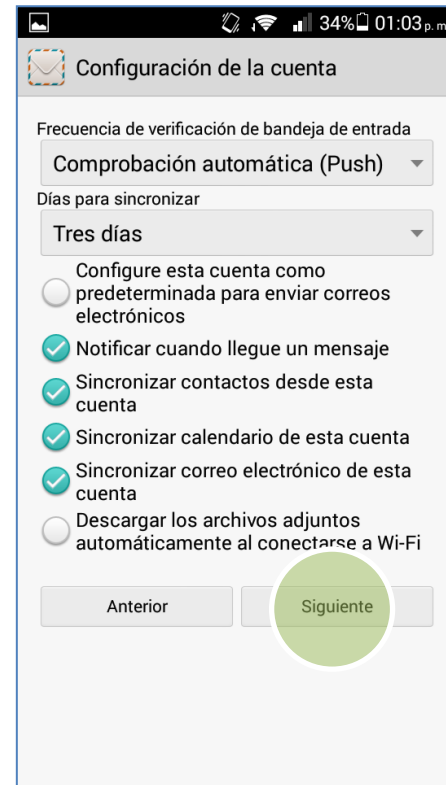 34% 01:03 p. m
Configuración de la cuenta
Frecuencia de verificación de bandeja de entrada
Comprobación automática (Push)
Días para sincronizar
Tres días
Configure esta cuenta como
predeterminada para enviar correos
electrónicos
Notificar cuando llegue un mensaje
Sincronizar contactos desde esta
cuenta
Sincronizar calendario de esta cuenta
Sincronizar correo electrónico de esta
cuenta
Descargar los archivos adjuntos
automáticamente al conectarse a Wi-Fi
Anterior Siguiente